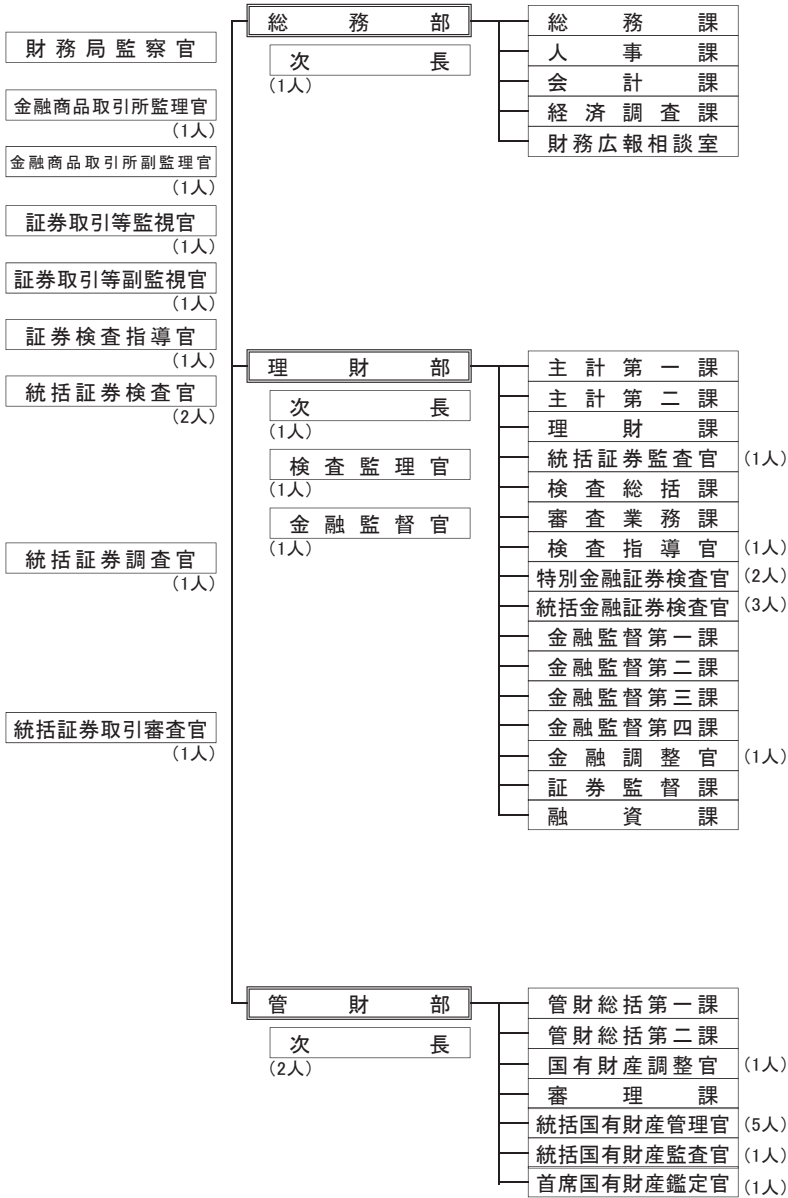 財務局監察官
金融商品取引所監理官
（1人）
金融商品取引所副監理官
（1人）
証券取引等監視官
（1人）
証券取引等副監視官
（1人）
証券検査指導官
（1人）
統括証券検査官
（2人）
統括証券調査官
（1人）
統括証券取引審査官
（1人）
総務部
次長
（1人）
総務課
人事課
会計課
経済調査課
財務広報相談室
理財部
次長
（1人）
検査監理官
（1人）
金融監督官
（1人）
主計第一課
主計第二課
理財課
統括証券監査官（1人）
検査総括課
審査業務課
検査指導官（1人）
特別金融証券検査官（2人）
統括金融証券検査官（3人）
金融監督第一課
金融監督第二課
金融監督第三課
金融監督第四課
金融調整官（1人）
証券監督課
融資課
管財部
次長
（2人）
管財総括第一課
管財総括第二課
国有財産調整官（1人）
審理課
統括国有財産管理官（5人）
統括国有財産監査官（1人）
首席国有財産鑑定官（1人）